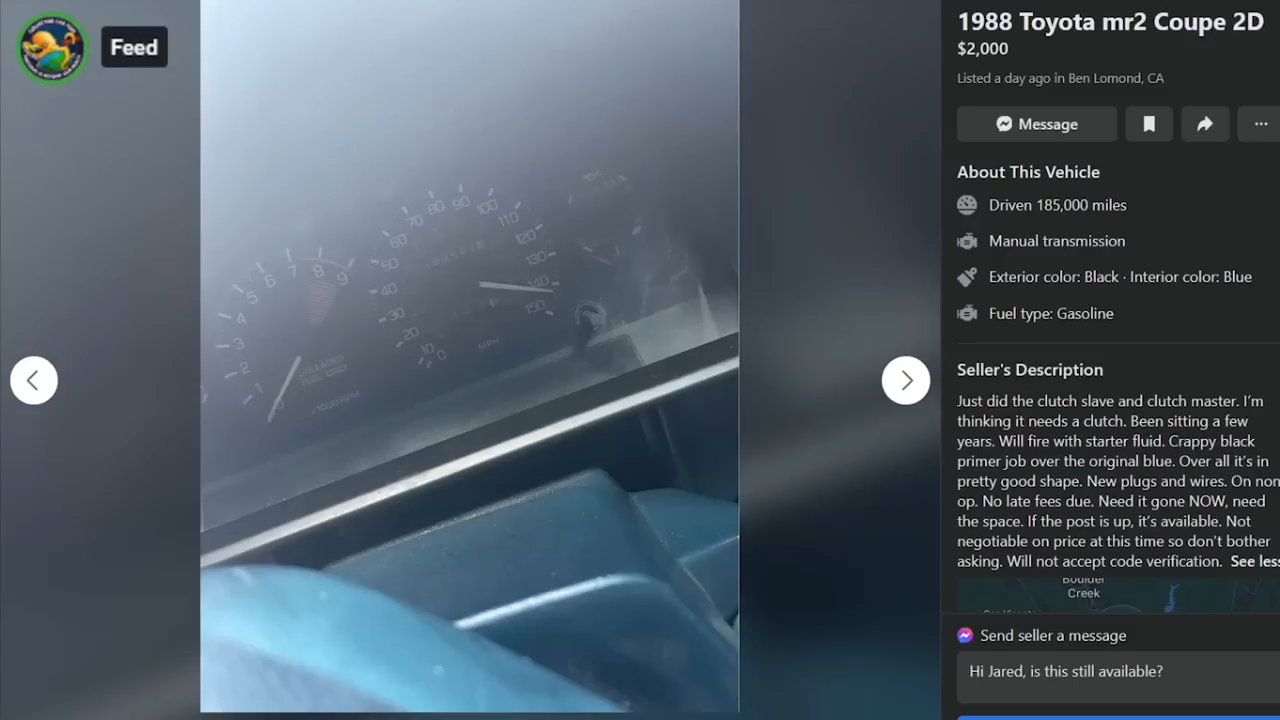 Feed
1988 Toyota mr2 Coupe 2D
$2,000
Listed a day ago in Ben Lomond, CA
Message
About This Vehicle
Driven 185,000 miles
Manual transmission
Exterior color: Black · Interior color: Blue
Fuel type: Gasoline
Seller's Description
Just did the clutch slave and clutch master. I'm
thinking it needs a clutch. Been sitting a few
years. Will fire with starter fluid. Crappy black
primer job over the original blue. Over all it's in
pretty good shape. New plugs and wires. On non
op. No late fees due. Need it gone NOW, need
the space. If the post is up, it's available. Not
negotiable on price at this time so don't bother
asking. Will not accept code verification. See less
Boulder
Creek
Send seller a message
Hi Jared, is this still available?
1 2 3 4 5 6 7 8 9
UNLEADED
FUEL ONLY
0 10 20 30 40 50 60 70 80 90 100 110 120 130 140 150
MPH